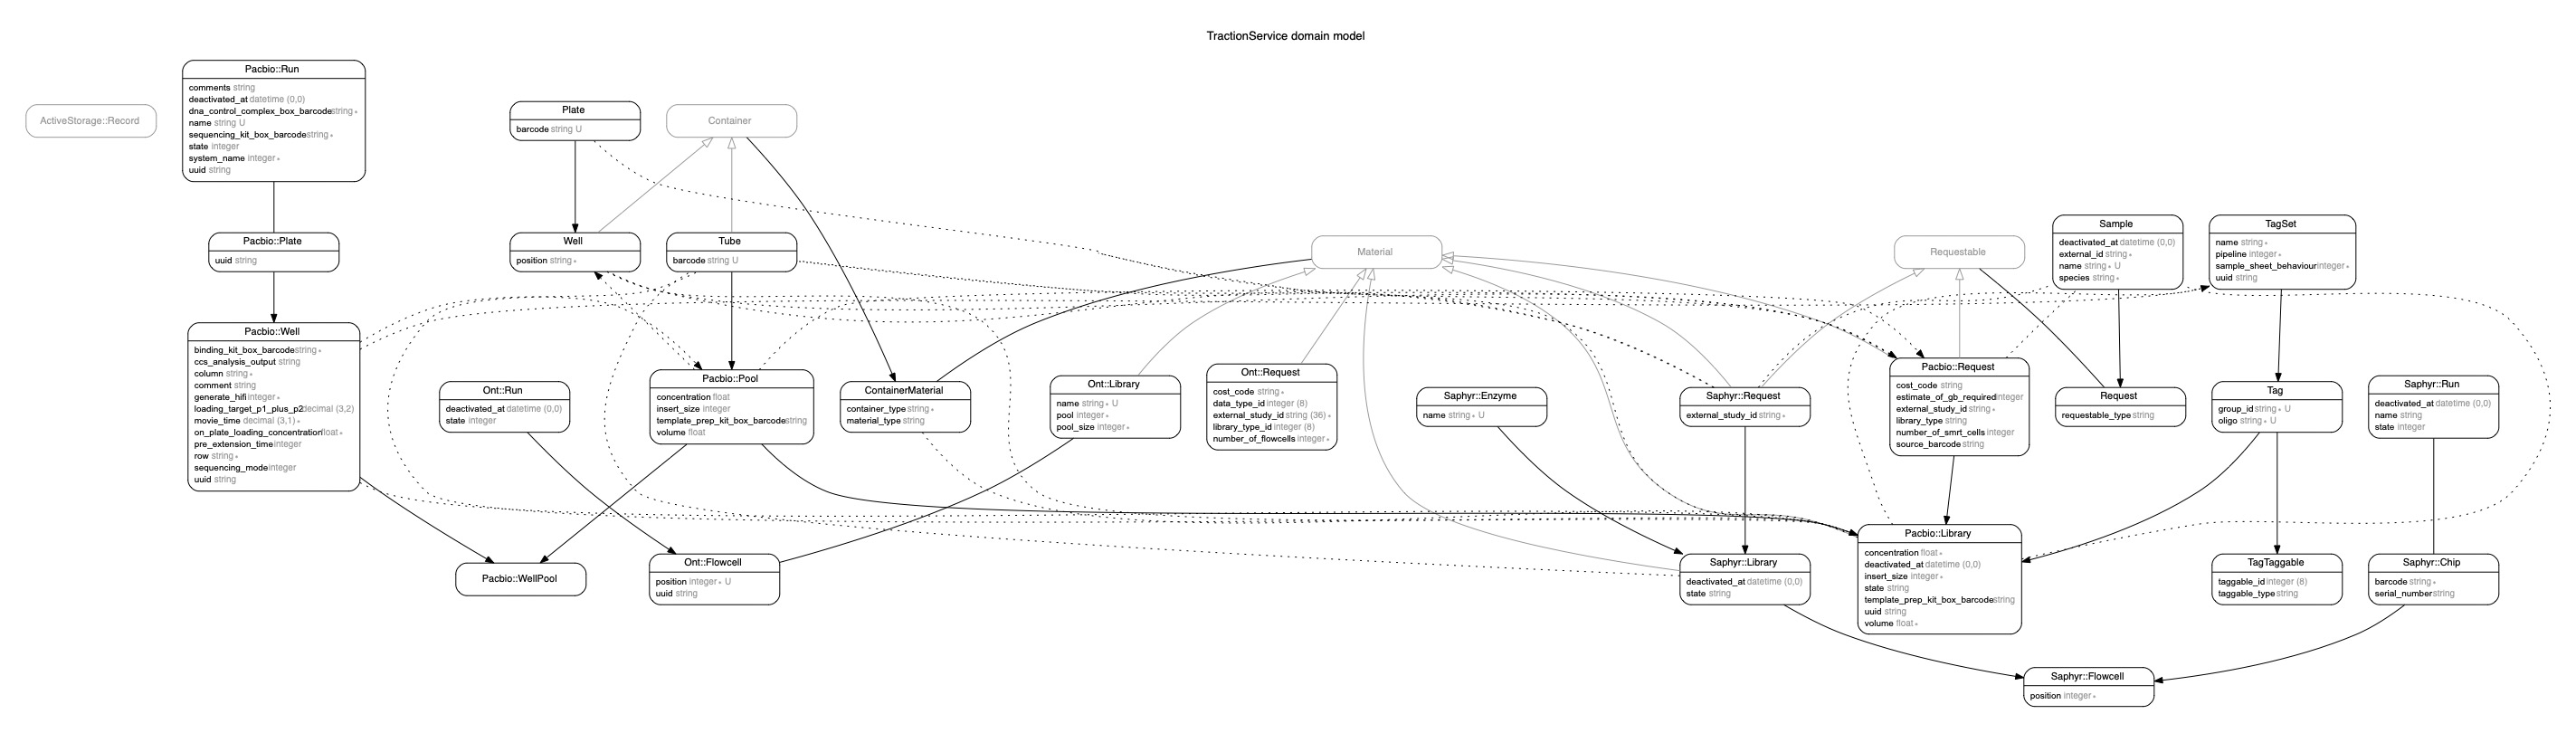 TractionService domain model
Pacbio::Run
comments string
deactivated_at datetime (0,0)
dna_control_complex_box_barcode string *
name string U
sequencing_kit_box_barcode string *
state integer
system_name integer *
uuid string
ActiveStorage::Record
Plate
barcode string U
Container
Pacbio::Plate
uuid string
Well
position string *
Tube
barcode string U
Material
Requestable
Sample
deactivated_at datetime (0,0)
external_id string *
name string * U
species string *
TagSet
name string *
pipeline integer *
sample_sheet_behaviour integer *
uuid string
Pacbio::Well
binding_kit_box_barcode string *
ccs_analysis_output string
column string *
comment string
generate_hifi integer *
loading_target_p1_plus_p2 decimal (3,2)
movie_time decimal (3,1) *
on_plate_loading_concentration float *
pre_extension_time integer
row string *
sequencing_mode integer
uuid string
Ont::Run
deactivated_at datetime (0,0)
state integer
Pacbio::Pool
concentration float
insert_size integer
template_prep_kit_box_barcode string
volume float
ContainerMaterial
container_type string *
material_type string
Ont::Library
name string * U
pool integer *
pool_size integer *
Ont::Request
cost_code string *
data_type_id integer (8)
external_study_id string (36) *
library_type_id integer (8)
number_of_flowcells integer *
Saphyr::Enzyme
name string * U
Saphyr::Request
external_study_id string *
Pacbio::Request
cost_code string
estimate_of_gb_required integer
external_study_id string *
library_type string
number_of_smrt_cells integer
source_barcode string
Request
requestable_type string
Tag
group_id string * U
oligo string * U
Saphyr::Run
deactivated_at datetime (0,0)
name string
state integer
Pacbio::WellPool
Ont::Flowcell
position integer * U
uuid string
Saphyr::Library
deactivated_at datetime (0,0)
state string
Pacbio::Library
concentration float *
deactivated_at datetime (0,0)
insert_size integer *
state string
template_prep_kit_box_barcode string
uuid string
volume float *
TagTaggable
taggable_id integer (8)
taggable_type string
Saphyr::Chip
barcode string *
serial_number string
Saphyr::Flowcell
position integer *